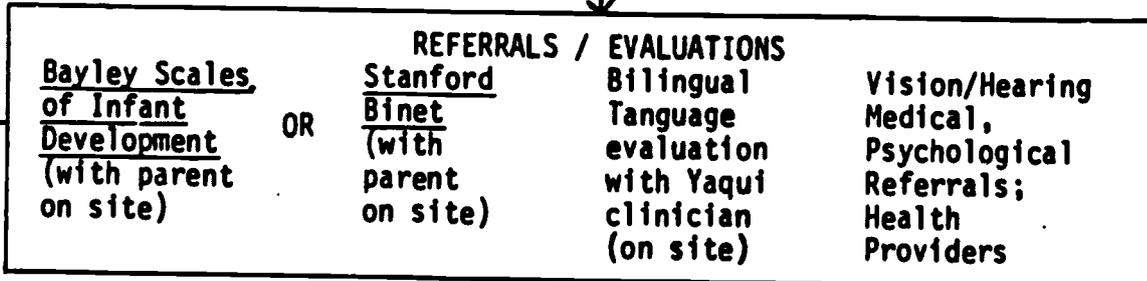 REFERRALS / EVALUATIONS
Bayley Scales,
of Infant
Development
(with parent
on site)
OR
Stanford
Binet
(with
parent
on site)
Bilingual
Tanguage
evaluation
with Yaqui
clinician
(on site)
Vision/Hearing
Medical,
Psychological
Referrals;
Health
Providers